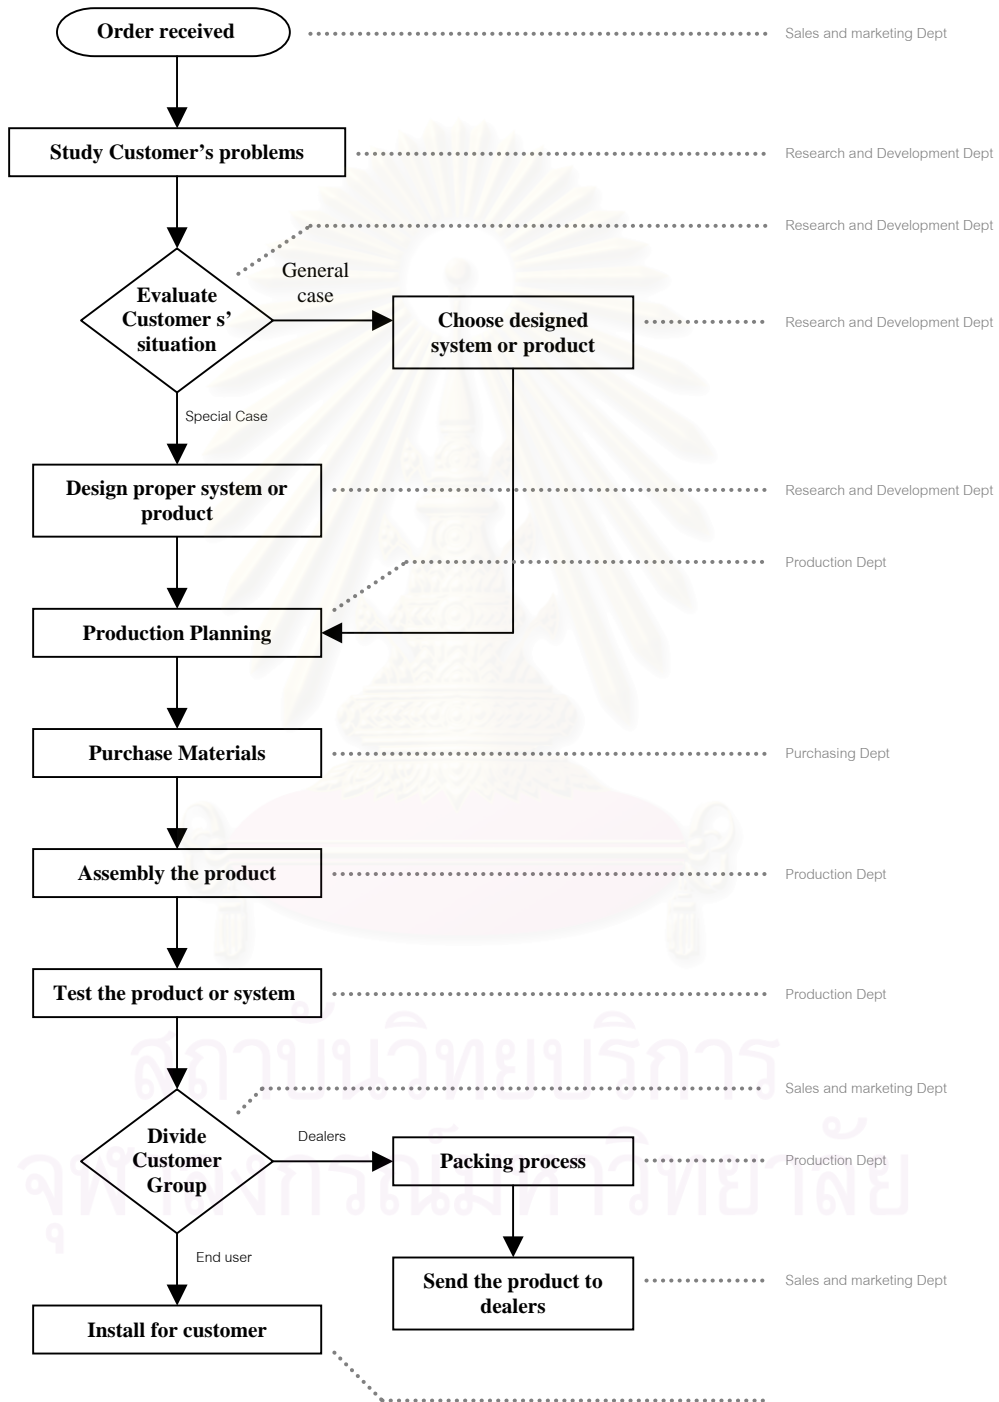 Order received
Sales and marketing Dept
Study Customer’s problems
Research and Development Dept
Research and Development Dept
General
case
Evaluate
Customer s’
situation
Choose designed
system or product
Research and Development Dept
Special Case
Design proper system or
product
Research and Development Dept
Production Dept
Production Planning
Purchase Materials
Purchasing Dept
Assembly the product
Production Dept
Test the product or system
Production Dept
สถาบันวิทยบริการ
Sales and marketing Dept
Divide
Customer
Group
Dealers
Packing process
Production Dept
จุฬาลงกรณ์มหาวิทยาลัย
End user
Send the product to
dealers
Sales and marketing Dept
Install for customer